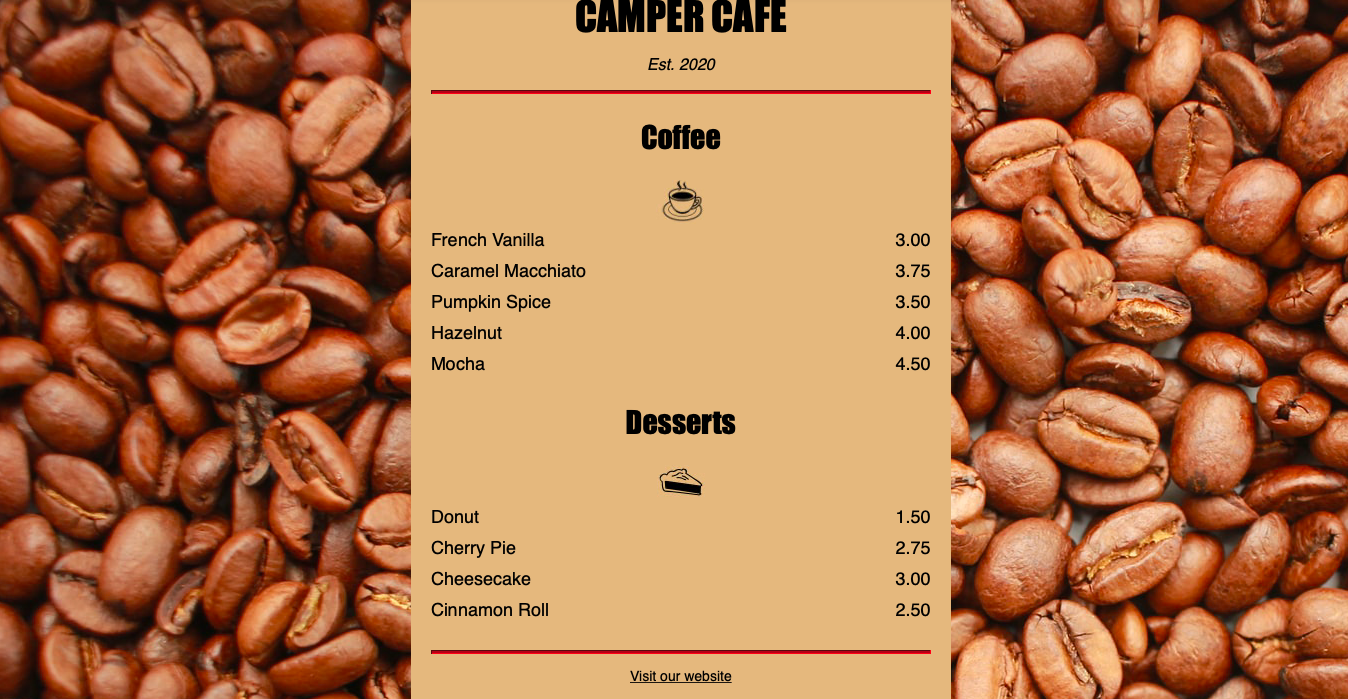 CAMPER CAFE
Est. 2020
Coffee
French Vanilla 3.00
Caramel Macchiato 3.75
Pumpkin Spice 3.50
Hazelnut 4.00
Mocha 4.50
Desserts
Donut 1.50
Cherry Pie 2.75
Cheesecake 3.00
Cinnamon Roll 2.50
Visit our website